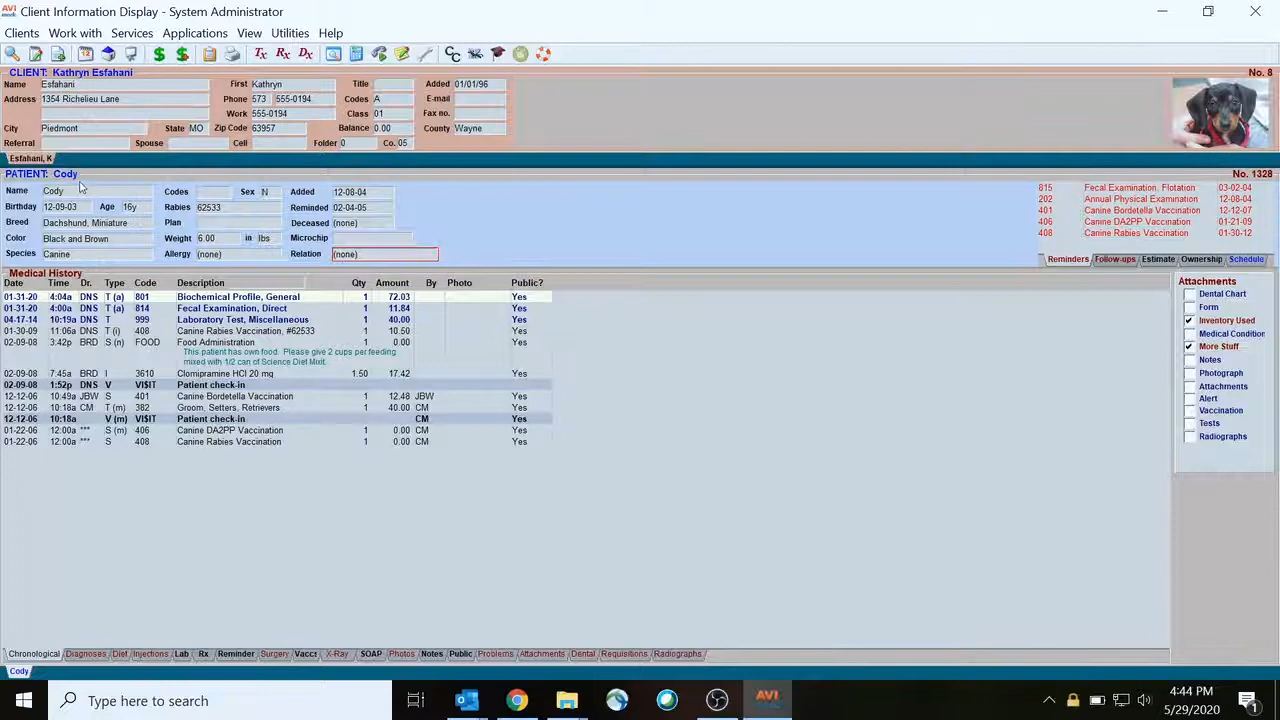 AVI mark Client Information Display - System Administrator
Clients Work with Services Applications View Utilities Help
$ $ Tx Rx Dx CC
CLIENT: Kathryn Esfahani No. 8
Name Esfahani First Kathryn Title Added 01/01/96
Address 1354 Richelieu Lane Phone 573 555-0194 Codes A E-mail
Work 555-0194 Class 01 Fax no.
City Piedmont State MO Zip Code 63957 Balance 0.00 County Wayne
Referral Spouse Cell Folder 0 Co. 05
Esfahani, K
PATIENT: Cody No. 1328
Name Cody Codes Sex N Added 12-08-04
Birthday 12-09-03 Age 16y Rabies 62533 Reminded 02-04-05
Breed Dachshund, Miniature Plan Deceased (none)
Color Black and Brown Weight 6.00 in lbs Microchip
Species Canine Allergy (none) Relation (none)
815 Fecal Examination, Flotation 03-02-04
202 Annual Physical Examination 12-08-04
401 Canine Bordetella Vaccination 12-12-07
406 Canine DA2PP Vaccination 01-21-09
408 Canine Rabies Vaccination 01-30-12
Reminders Follow-ups Estimate Ownership Schedule
Medical History
Date Time Dr. Type Code Description Qty Amount By Photo Public?
01-31-20 4:04a DNS T (a) 801 Biochemical Profile, General 1 72.03 Yes
01-31-20 4:00a DNS T (a) 814 Fecal Examination, Direct 1 11.84 Yes
04-17-14 10:19a DNS T 999 Laboratory Test, Miscellaneous 1 40.00 Yes
01-30-09 11:06a DNS T (i) 408 Canine Rabies Vaccination, #62533 1 10.50 Yes
02-09-08 3:42p BRD S (n) FOOD Food Administration 1 0.00 Yes
This patient has own food. Please give 2 cups per feeding
mixed with 1/2 can of Science Diet Mixit.
02-09-08 7:45a BRD I 3610 Clomipramine HCl 20 mg 1.50 17.42 Yes
02-09-08 1:52p DNS V VI$IT Patient check-in Yes
12-12-06 10:49a JBW S 401 Canine Bordetella Vaccination 1 12.48 JBW Yes
12-12-06 10:18a CM T (m) 382 Groom, Setters, Retrievers 1 40.00 CM Yes
12-12-06 10:18a V (m) VI$IT Patient check-in CM Yes
01-22-06 12:00a *** S (m) 406 Canine DA2PP Vaccination 1 0.00 CM Yes
01-22-06 12:00a *** S 408 Canine Rabies Vaccination 1 0.00 CM Yes
Attachments
Dental Chart
Form
Inventory Used
Medical Condition
More Stuff
Notes
Photograph
Attachments
Alert
Vaccination
Tests
Radiographs
Chronological Diagnoses Diet Injections Lab Rx Reminder Surgery Vaccs X-Ray SOAP Photos Notes Public Problems Attachments Dental Requisitions Radiographs
Cody
Type here to search AVI mark 4:44 PM
5/29/2020 1